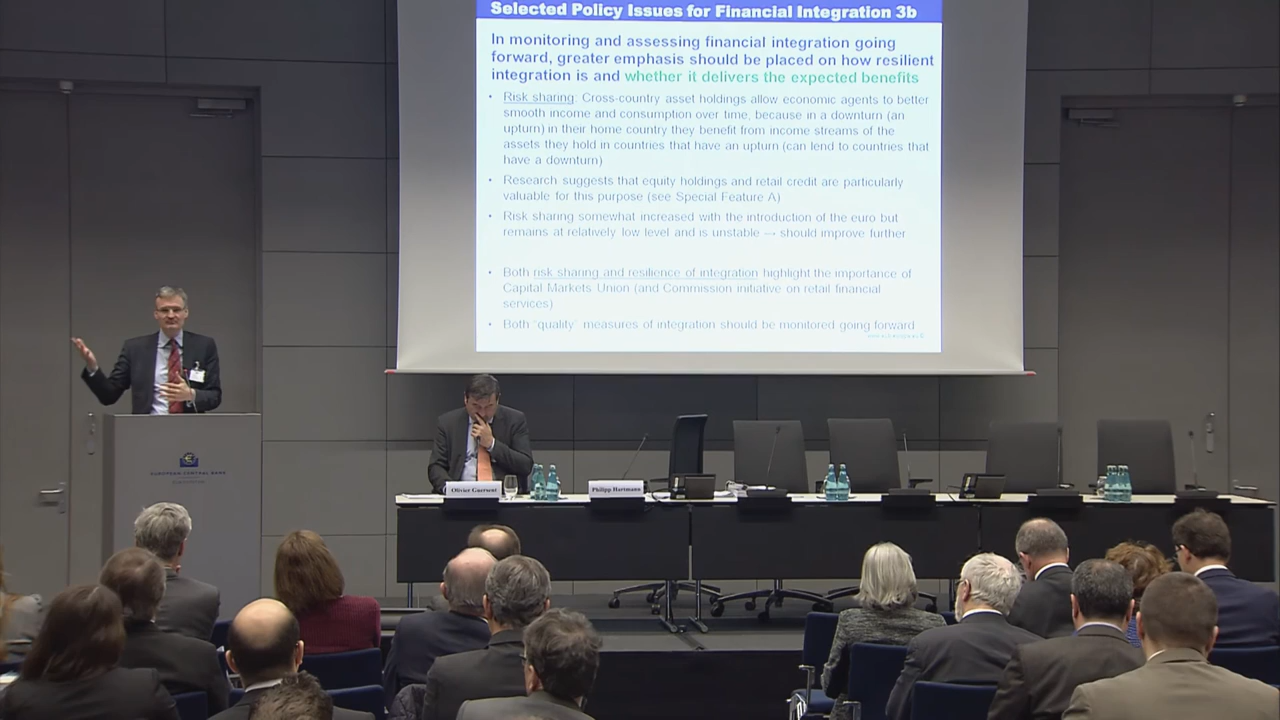 Selected Policy Issues for Financial Integration 3b
In monitoring and assessing financial integration going
forward, greater emphasis should be placed on how resilient
integration is and whether it delivers the expected benefits
• Risk sharing: Cross-country asset holdings allow economic agents to better
smooth income and consumption over time, because in a downturn (an
upturn) in their home country they benefit from income streams of the
assets they hold in countries that have an upturn (can lend to countries that
have a downturn)
• Research suggests that equity holdings and retail credit are particularly
valuable for this purpose (see Special Feature A)
• Risk sharing somewhat increased with the introduction of the euro but
remains at relatively low level and is unstable → should improve further
• Both risk sharing and resilience of integration highlight the importance of
Capital Markets Union (and Commission initiative on retail financial
services)
• Both "quality" measures of integration should be monitored going forward
EUROPEAN CENTRAL BANK
Olivier Guersent
Philipp Hartmann